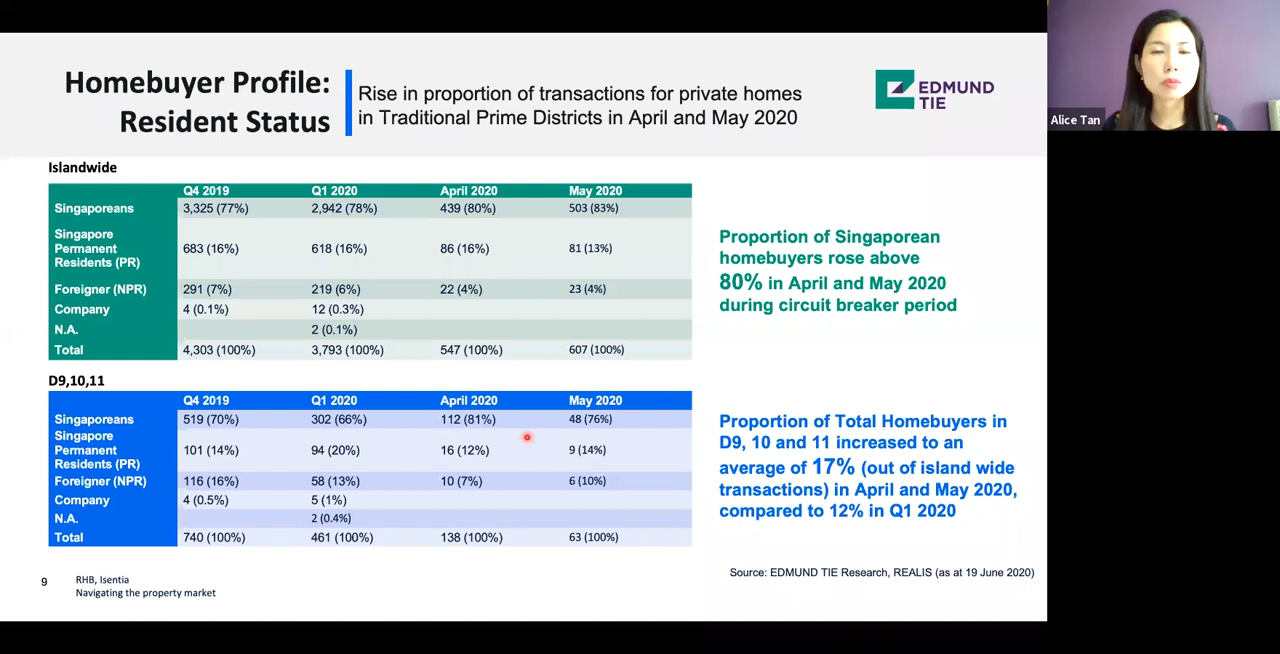 Homebuyer Profile:
Resident Status
Rise in proportion of transactions for private homes
in Traditional Prime Districts in April and May 2020
EDMUND
TIE
Alice Tan
Islandwide
Q4 2019 Q1 2020 April 2020 May 2020
Singaporeans 3,325 (77%) 2,942 (78%) 439 (80%) 503 (83%)
Singapore
Permanent
Residents (PR) 683 (16%) 618 (16%) 86 (16%) 81 (13%)
Foreigner (NPR) 291 (7%) 219 (6%) 22 (4%) 23 (4%)
Company 4 (0.1%) 12 (0.3%)
N.A. 2 (0.1%)
Total 4,303 (100%) 3,793 (100%) 547 (100%) 607 (100%)
Proportion of Singaporean
homebuyers rose above
80% in April and May 2020
during circuit breaker period
D9,10,11
Q4 2019 Q1 2020 April 2020 May 2020
Singaporeans 519 (70%) 302 (66%) 112 (81%) 48 (76%)
Singapore
Permanent
Residents (PR) 101 (14%) 94 (20%) 16 (12%) 9 (14%)
Foreigner (NPR) 116 (16%) 58 (13%) 10 (7%) 6 (10%)
Company 4 (0.5%) 5 (1%)
N.A. 2 (0.4%)
Total 740 (100%) 461 (100%) 138 (100%) 63 (100%)
Proportion of Total Homebuyers in
D9, 10 and 11 increased to an
average of 17% (out of island wide
transactions) in April and May 2020,
compared to 12% in Q1 2020
Source: EDMUND TIE Research, REALIS (as at 19 June 2020)
9
RHB, Isentia
Navigating the property market